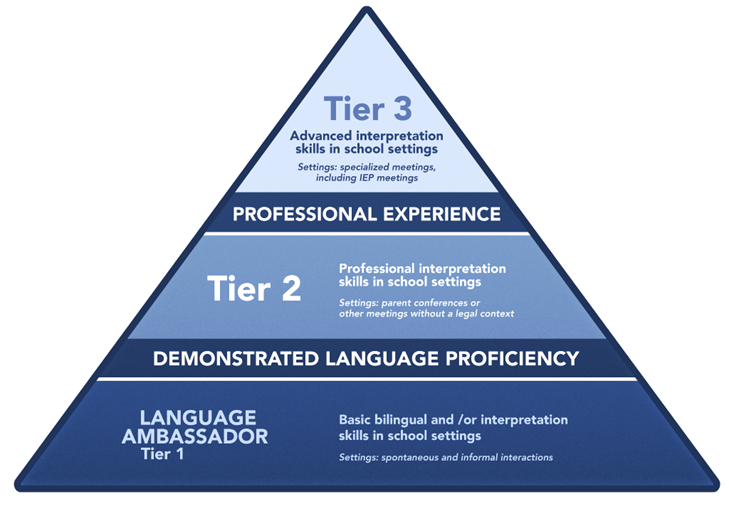 Tier 3
Advanced interpretation
skills in school settings
Settings: specialized meetings,
including IEP meetings
PROFESSIONAL EXPERIENCE
Tier 2
Professional interpretation
skills in school settings
Settings: parent conferences or
other meetings without a legal context
DEMONSTRATED LANGUAGE PROFICIENCY
LANGUAGE
AMBASSADOR
Tier 1
Basic bilingual and /or interpretation
skills in school settings
Settings: spontaneous and informal interactions